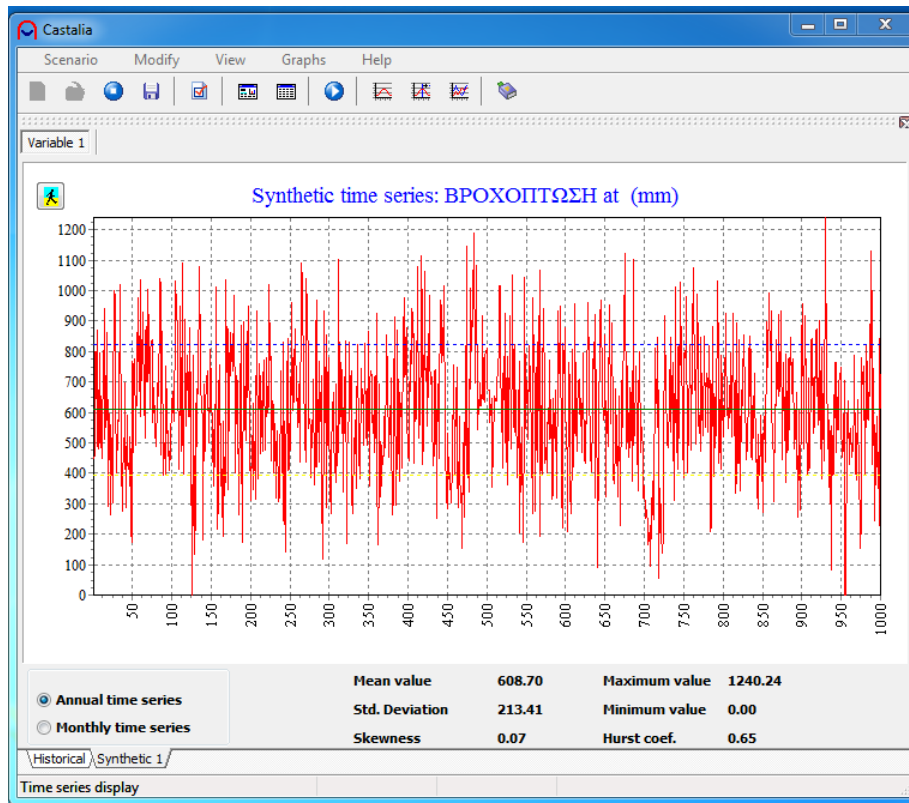 Castalia
Scenario Modify View Graphs Help
Variable 1
Synthetic time series: ΒΡΟΧΟΠΤΩΣΗ at (mm)
1200
1100
1000
900
800
700
600
500
400
300
200
100
0
50 100 150 200 250 300 350 400 450 500 550 600 650 700 750 800 850 900 950 1000
Mean value 608.70 Maximum value 1240.24
Annual time series
Std. Deviation 213.41 Minimum value 0.00
Monthly time series
Skewness 0.07 Hurst coef. 0.65
Historical Synthetic 1
Time series display